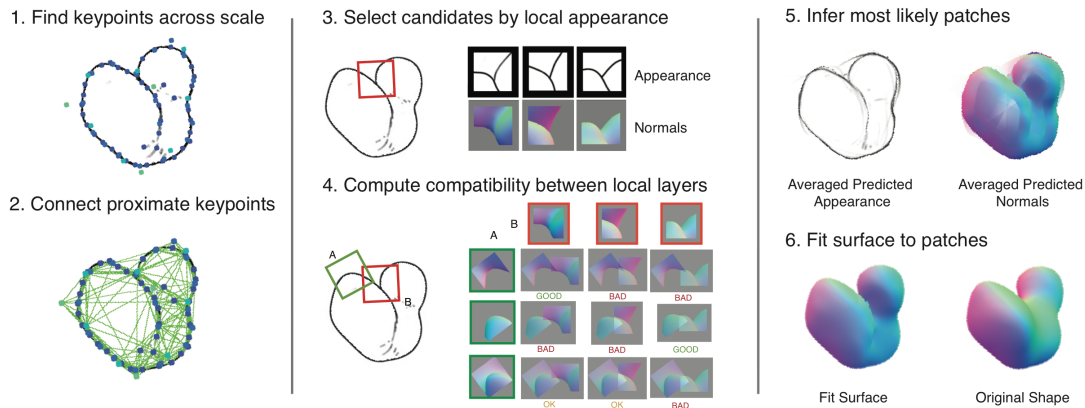 1. Find keypoints across scale
2. Connect proximate keypoints
3. Select candidates by local appearance
Appearance
Normals
4. Compute compatibility between local layers
B
A
A
B
GOOD
BAD
BAD
BAD
BAD
GOOD
OK
OK
BAD
5. Infer most likely patches
Averaged Predicted
Appearance
Averaged Predicted
Normals
6. Fit surface to patches
Fit Surface
Original Shape